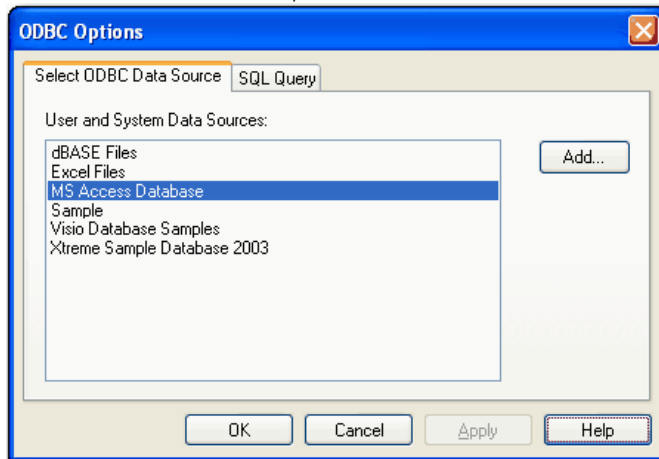 ODBC Options
Select ODBC Data Source
SQL Query
User and System Data Sources:
dBASE Files
Excel Files
MS Access Database
Sample
Visio Database Samples
Xtreme Sample Database 2003
Add...
OK
Cancel
Apply
Help